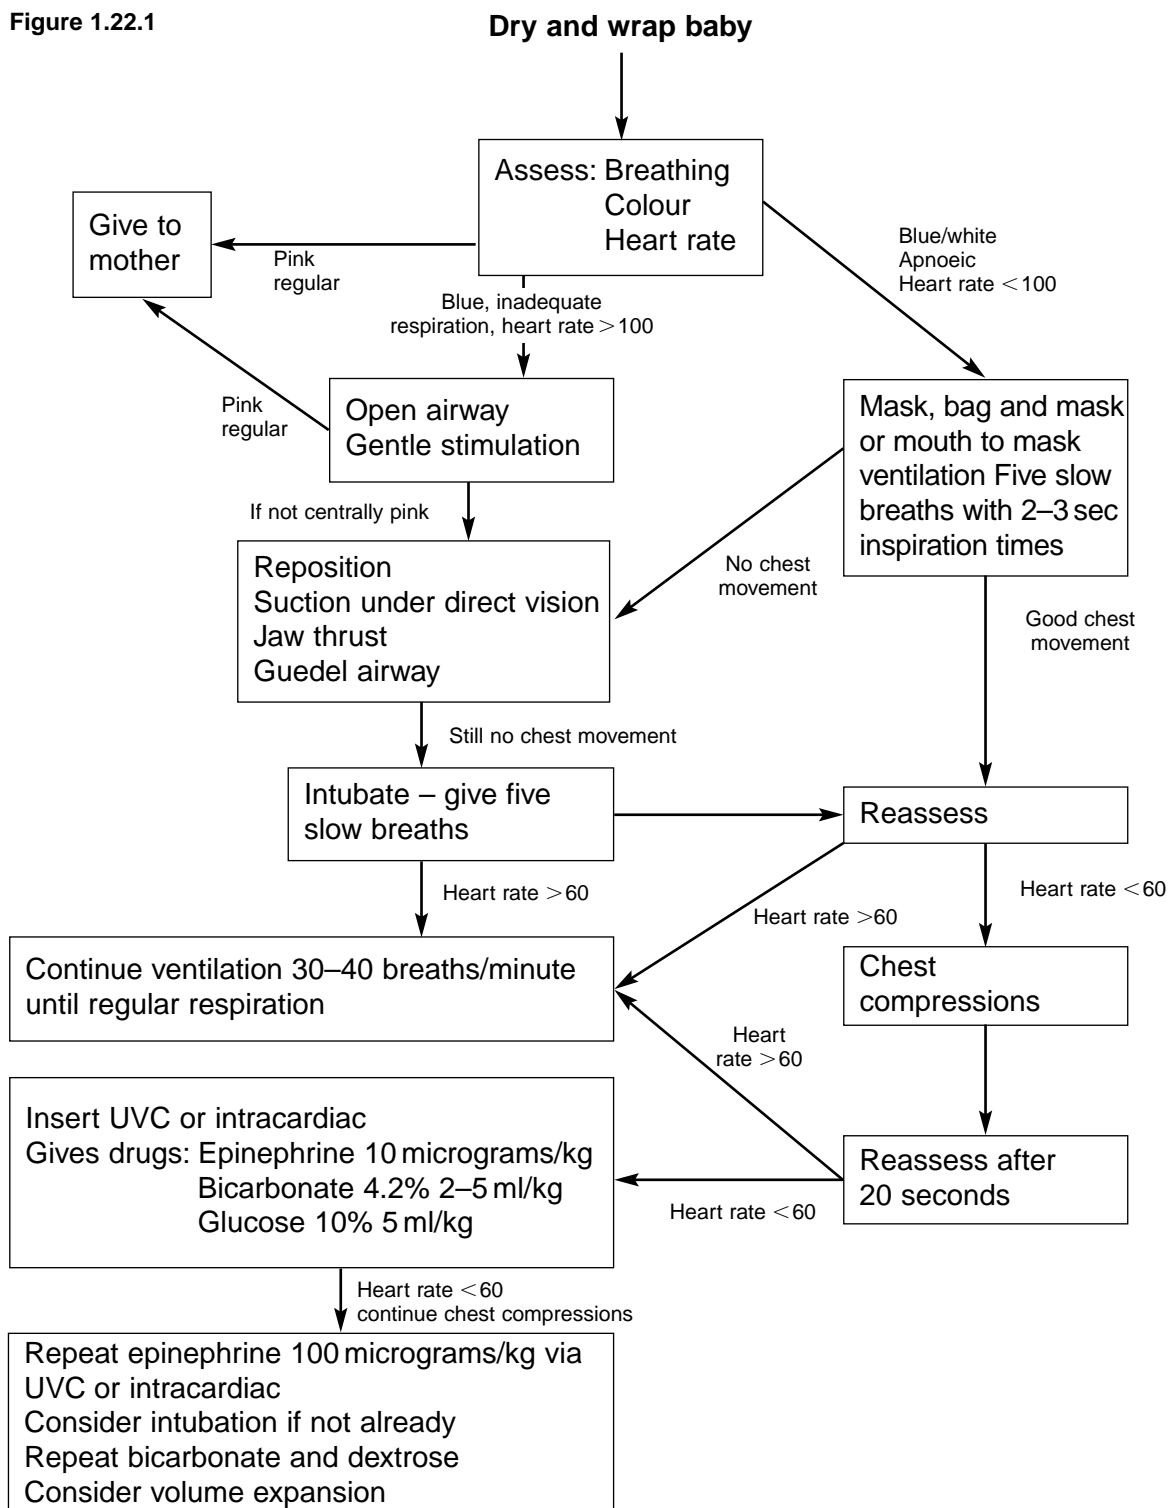 Figure 1.22.1
Dry and wrap baby
Assess: Breathing
Colour
Heart rate
Give to
mother
Pink
regular
Blue/white
Apnoeic
Heart rate <100
Blue, inadequate
respiration, heart rate >100
Pink
regular
Open airway
Gentle stimulation
Mask, bag and mask
or mouth to mask
ventilation Five slow
breaths with 2–3 sec
inspiration times
If not centrally pink
Reposition
Suction under direct vision
Jaw thrust
Guedel airway
No chest
movement
Good chest
movement
Still no chest movement
Intubate – give five
slow breaths
Reassess
Heart rate >60
Heart rate >60
Heart rate <60
Continue ventilation 30–40 breaths/minute
until regular respiration
Chest
compressions
Heart
rate >60
Insert UVC or intracardiac
Gives drugs: Epinephrine 10 micrograms/kg
Bicarbonate 4.2% 2–5 ml/kg
Glucose 10% 5 ml/kg
Reassess after
20 seconds
Heart rate <60
Heart rate <60
continue chest compressions
Repeat epinephrine 100 micrograms/kg via
UVC or intracardiac
Consider intubation if not already
Repeat bicarbonate and dextrose
Consider volume expansion